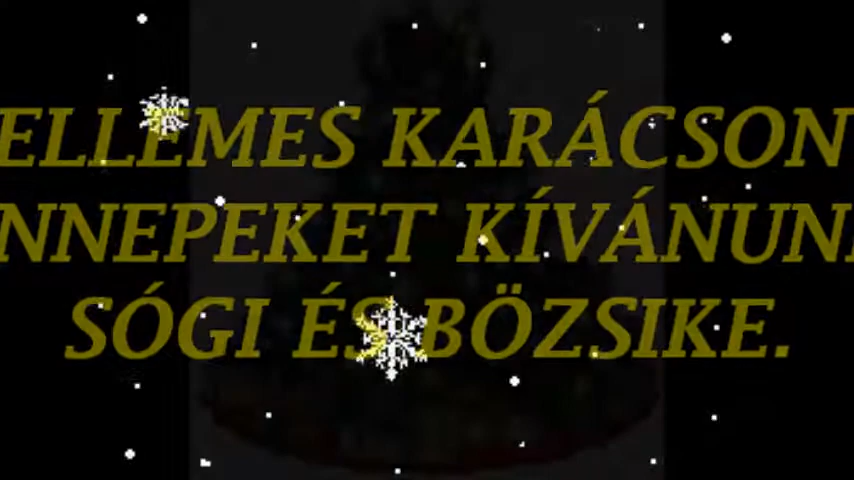 ELLEMES KARÁCSON
NNEPEKET KÍVÁNUN
SÓGI ÉS BÖZSIKE.